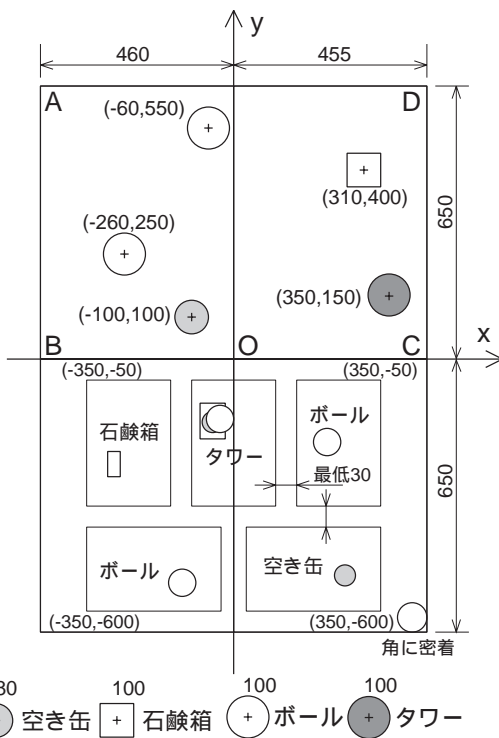 y
460 455
A D
(-60,550)
(310,400)
650
(-260,250)
(350,150)
(-100,100)
x
B O C
(-350,-50) (350,-50)
石鹸箱
タワー
ボール
最低30
650
ボール
空き缶
(-350,-600) (350,-600)
角に密着
100 100 100
空き缶 石鹸箱 ボール タワー